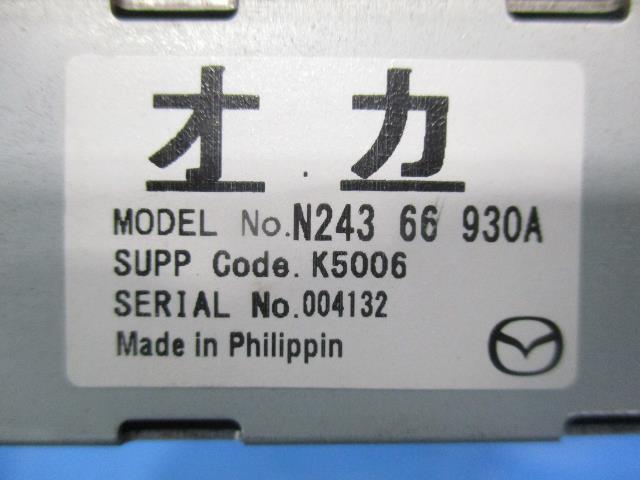 オ カ
MODEL No.N243 66 930A
SUPP Code. K5006
SERIAL No.004132
Made in Philippin